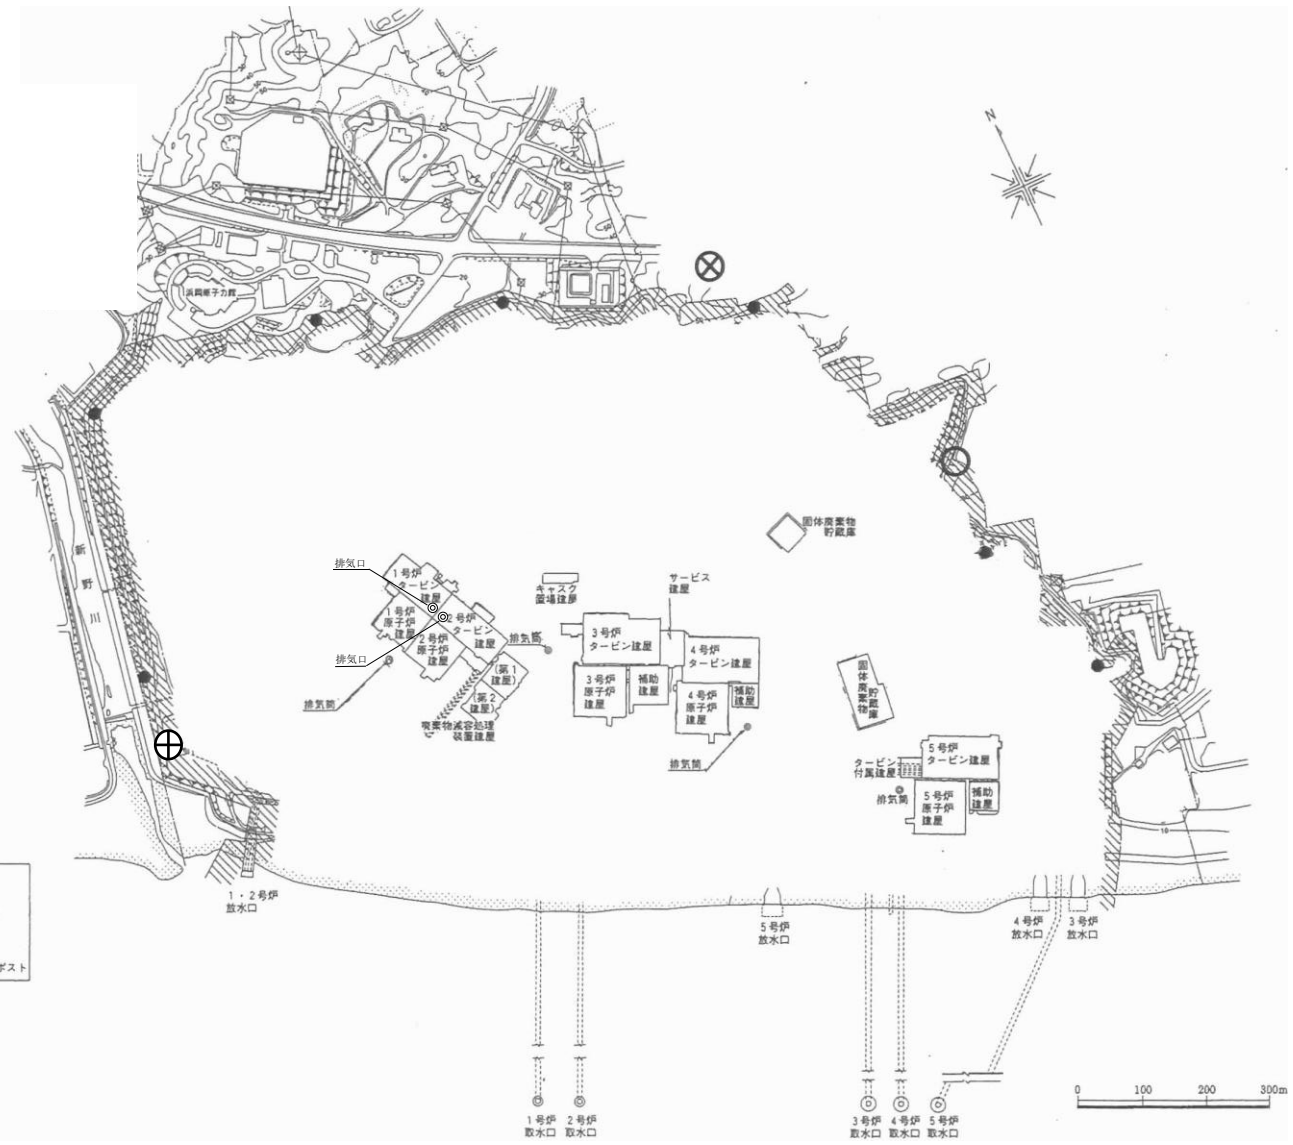 N
浜岡原子力館
20
新野川
固体廃棄物
貯蔵庫
排気口
1号炉
タービン
建屋
キャスク
置場建屋
サービス
建屋
1号炉
原子炉
建屋
2号炉
タービン
建屋
2号炉
原子炉
建屋
排気筒
3号炉
タービン建屋
4号炉
タービン建屋
排気口
(第1
建屋)
(第2
建屋)
3号炉
原子炉
建屋
補助
建屋
4号炉
原子炉
建屋
補助
建屋
固体廃棄物
貯蔵庫
排気筒
廃棄物減容処理
装置建屋
排気筒
5号炉
タービン建屋
タービン
付属建屋
排気筒
5号炉
原子炉
建屋
補助
建屋
10
1・2号炉
放水口
5号炉
放水口
4号炉
放水口
3号炉
放水口
ポスト
0 100 200 300m
1号炉
取水口
2号炉
取水口
3号炉
取水口
4号炉
取水口
5号炉
取水口